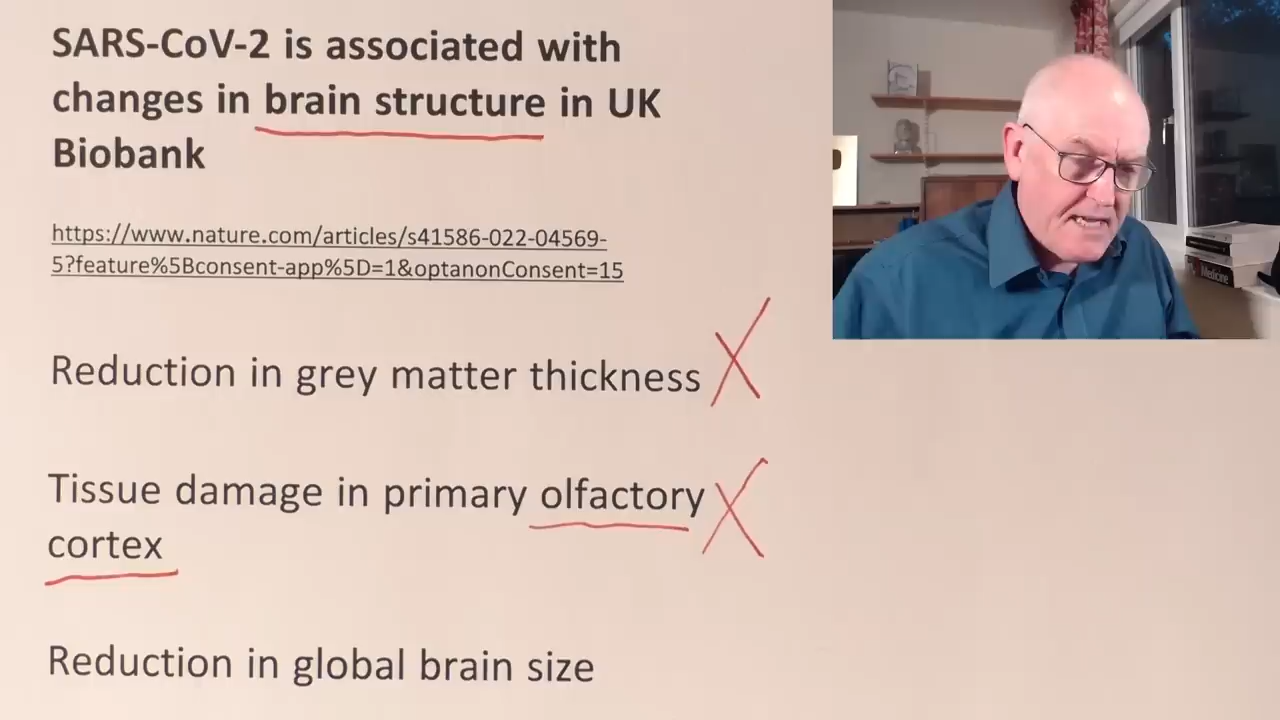 SARS-CoV-2 is associated with
changes in brain structure in UK
Biobank
https://www.nature.com/articles/s41586-022-04569-
5?feature%5Bconsent-app%5D=1&optanonConsent=15
Reduction in grey matter thickness
Tissue damage in primary olfactory
cortex
Reduction in global brain size
Medicine